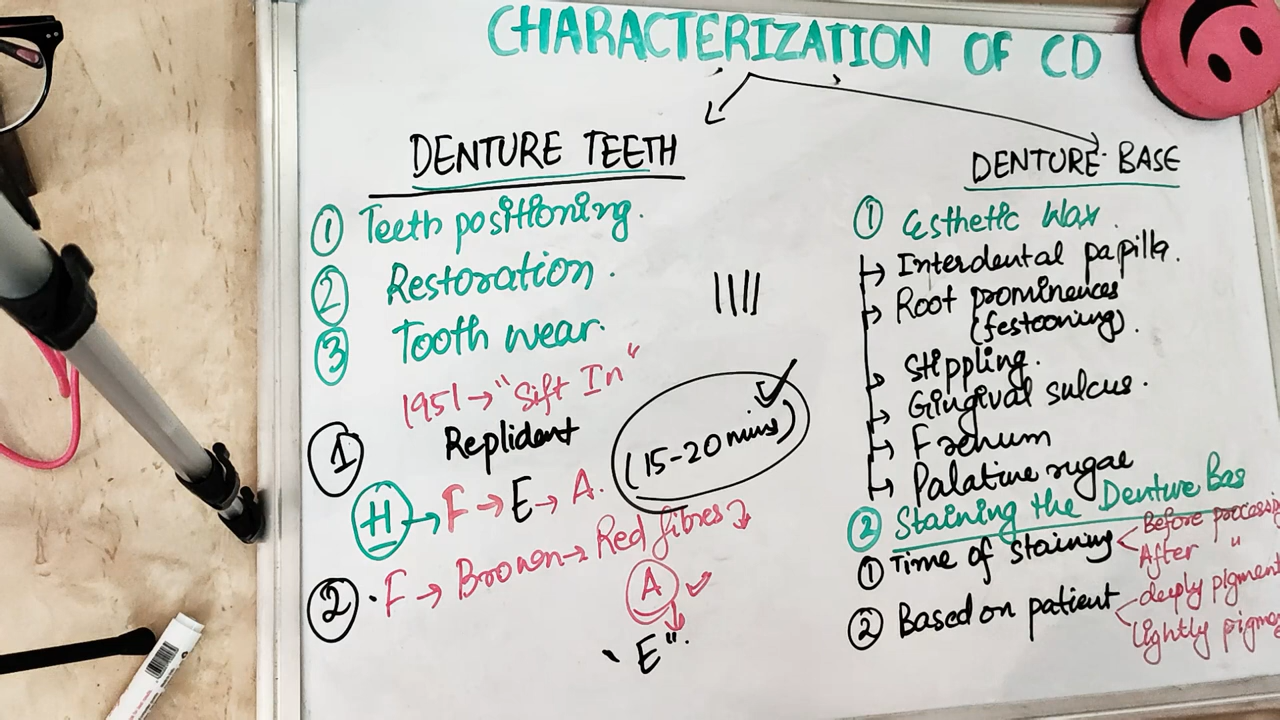 CHARACTERIZATION OF CD
DENTURE TEETH
① Teeth positioning.
② Restoration.
③ Tooth wear.
1951 → "Sift In"
① Replident
(15-20 mins)
H → F → E → A.
② . F → Brown → Red fibres
A
"E".
DENTURE BASE
① Esthetic Wax.
Interdental papilla.
Root prominences
(festooning).
Stippling.
Gingival sulcus.
Frenum
Palatine rugae
② Staining the Denture Bas
① Time of staining
Before processi
After "
② Based on patient
deeply pigment
lightly pigme